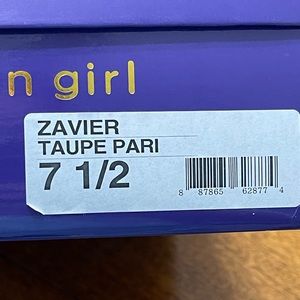 n girl
ZAVIER
TAUPE PARI
7 1/2
8 87865 62877 4